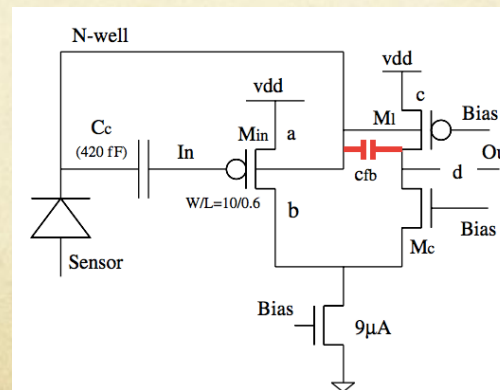 N-well
vdd
vdd
c
Cc
(420 fF)
In
Min
a
Ml
Bias
cfb
d
Ou
W/L=10/0.6
b
Mc
Bias
Sensor
Bias
9μA